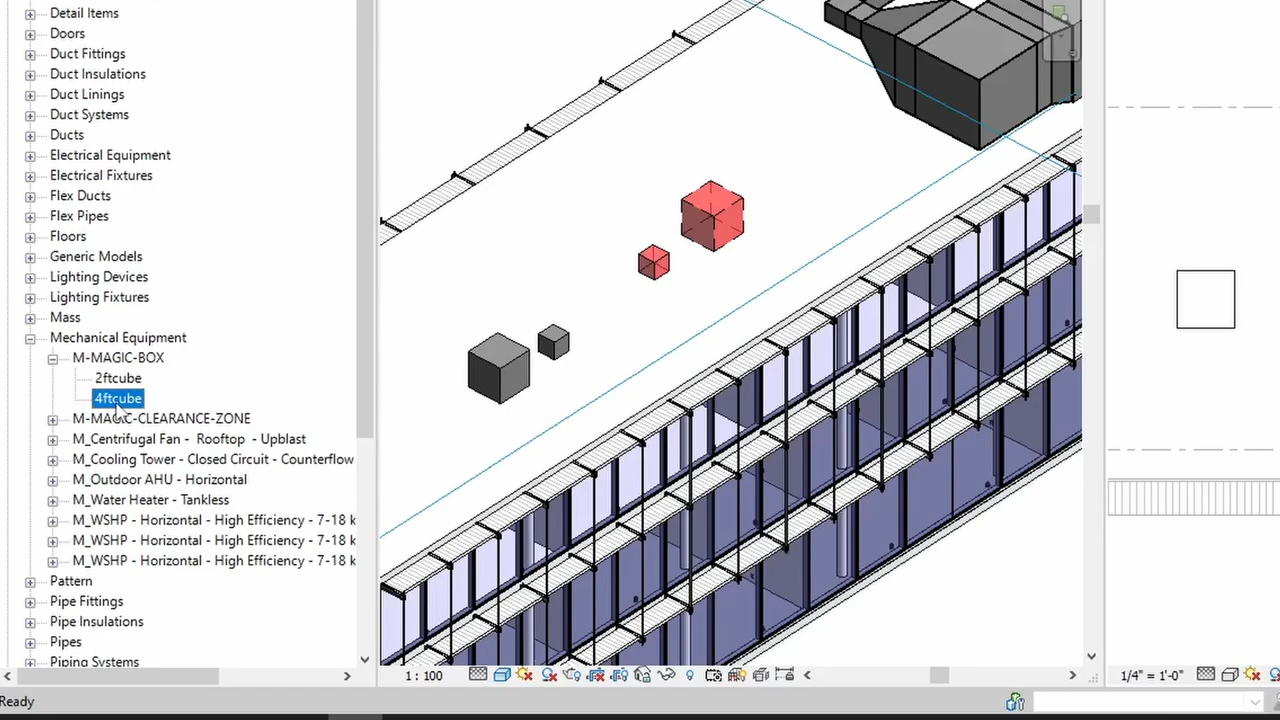 Detail Items
Doors
Duct Fittings
Duct Insulations
Duct Linings
Duct Systems
Ducts
Electrical Equipment
Electrical Fixtures
Flex Ducts
Flex Pipes
Floors
Generic Models
Lighting Devices
Lighting Fixtures
Mass
Mechanical Equipment
M-MAGIC-BOX
2ftcube
4ftcube
M-MAGIC-CLEARANCE-ZONE
M_Centrifugal Fan - Rooftop - Upblast
M_Cooling Tower - Closed Circuit - Counterflow
M_Outdoor AHU - Horizontal
M_Water Heater - Tankless
M_WSHP - Horizontal - High Efficiency - 7-18 k
M_WSHP - Horizontal - High Efficiency - 7-18 k
M_WSHP - Horizontal - High Efficiency - 7-18 k
Pattern
Pipe Fittings
Pipe Insulations
Pipes
Piping Systems
1 : 100
1/4" = 1'-0"
Ready